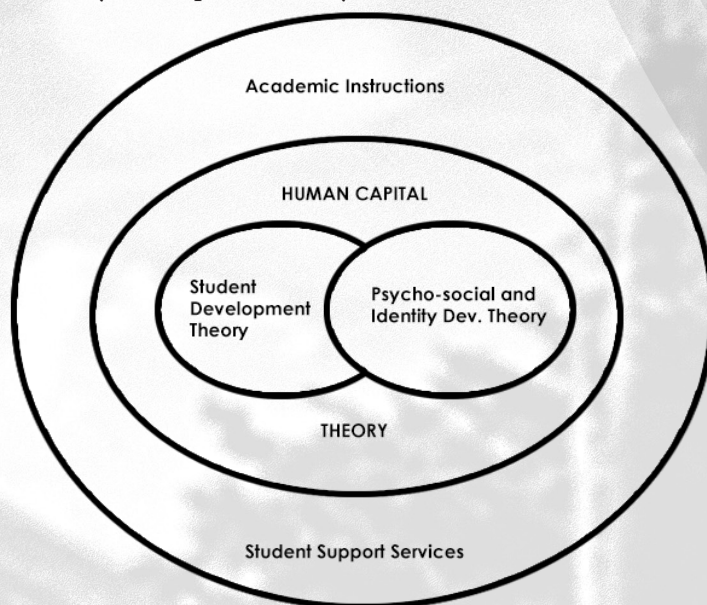 Academic Instructions
HUMAN CAPITAL
Student
Development
Theory
Psycho-social and
Identity Dev. Theory
THEORY
Student Support Services